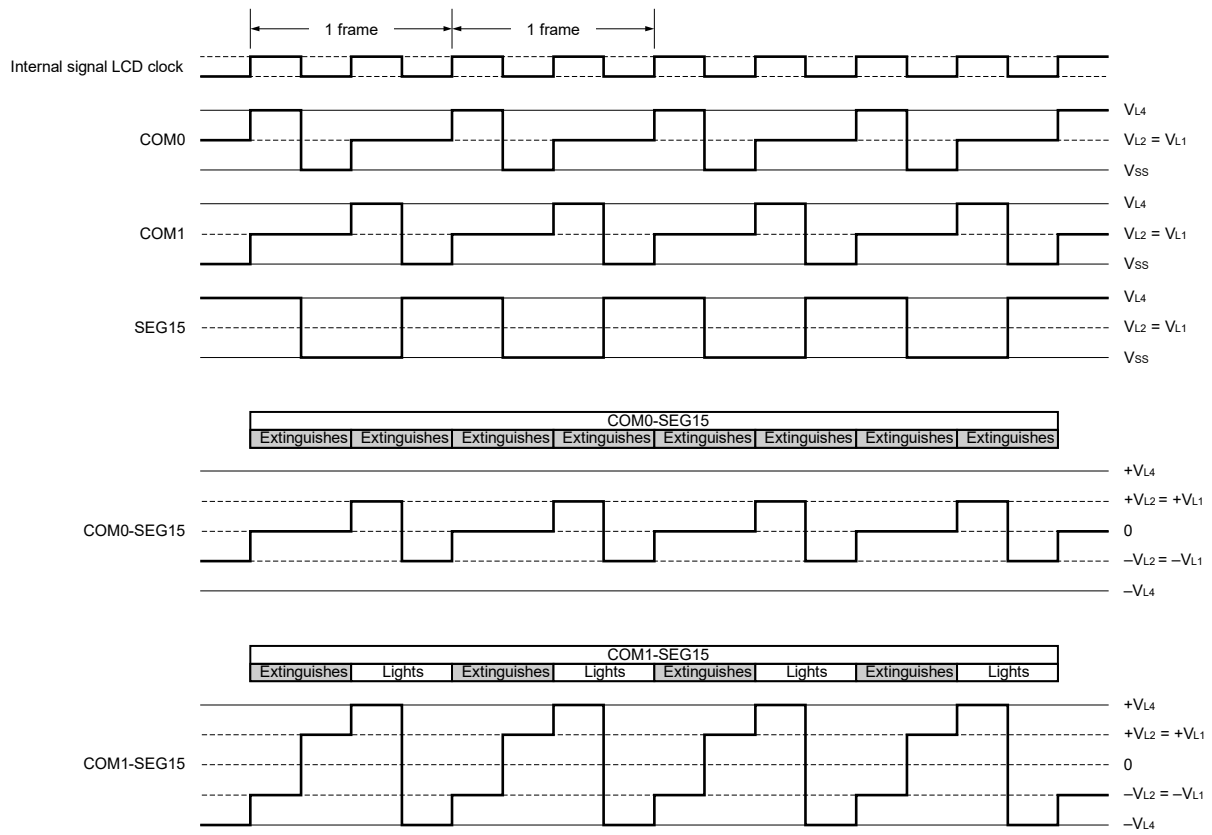 1 frame 1 frame
Internal signal LCD clock
VL4
COM0 VL2 = VL1
VSS
VL4
COM1 VL2 = VL1
VSS
VL4
SEG15 VL2 = VL1
VSS
COM0-SEG15
Extinguishes Extinguishes Extinguishes Extinguishes Extinguishes Extinguishes Extinguishes Extinguishes
+VL4
+VL2 = +VL1
COM0-SEG15 0
–VL2 = –VL1
–VL4
COM1-SEG15
Extinguishes Lights Extinguishes Lights Extinguishes Lights Extinguishes Lights
+VL4
+VL2 = +VL1
COM1-SEG15 0
–VL2 = –VL1
–VL4